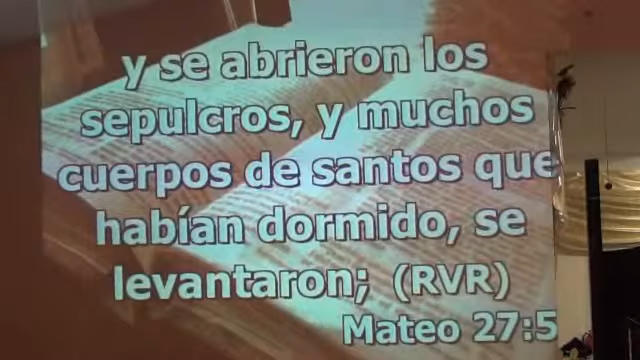 y se abrieron los
sepulcros, y muchos
cuerpos de santos que
habían dormido, se
levantaron; (RVR)
Mateo 27:5